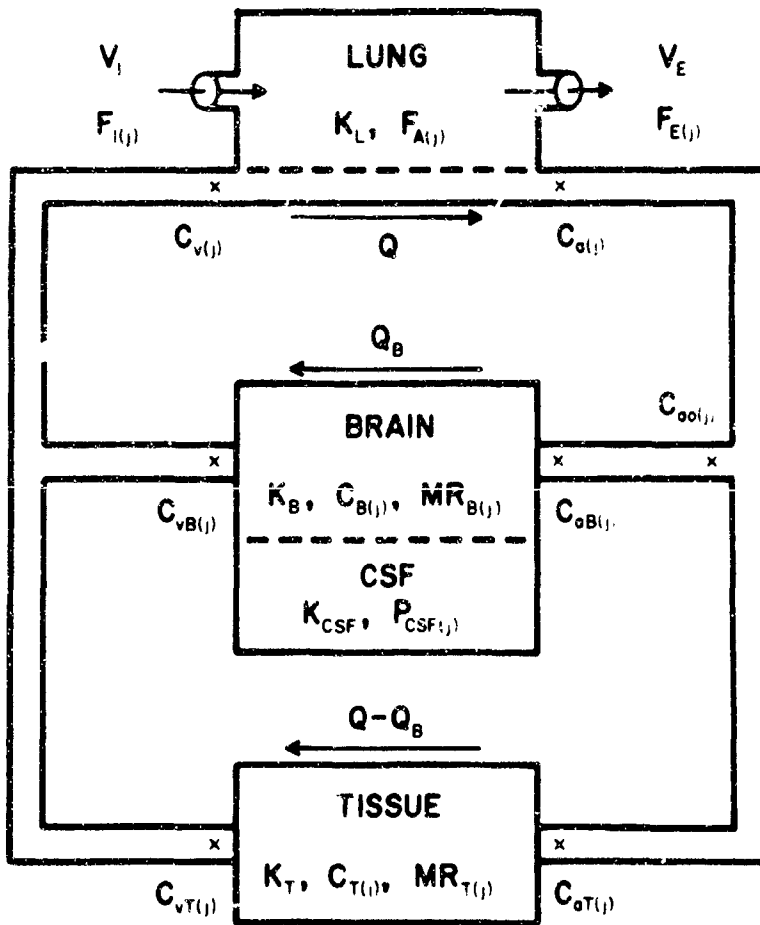 V_I LUNG V_E
F_I(j) K_L, F_A(j) F_E(j)
x x
C_v(j) Q C_a(j)
Q_B
C_ao(j)
BRAIN
x x x
K_B, C_B(j), MR_B(j)
C_vB(j) C_aB(j)
CSF
K_CSF, P_CSF(j)
Q-Q_B
TISSUE
x x
K_T, C_T(j), MR_T(j)
C_vT(j) C_aT(j)